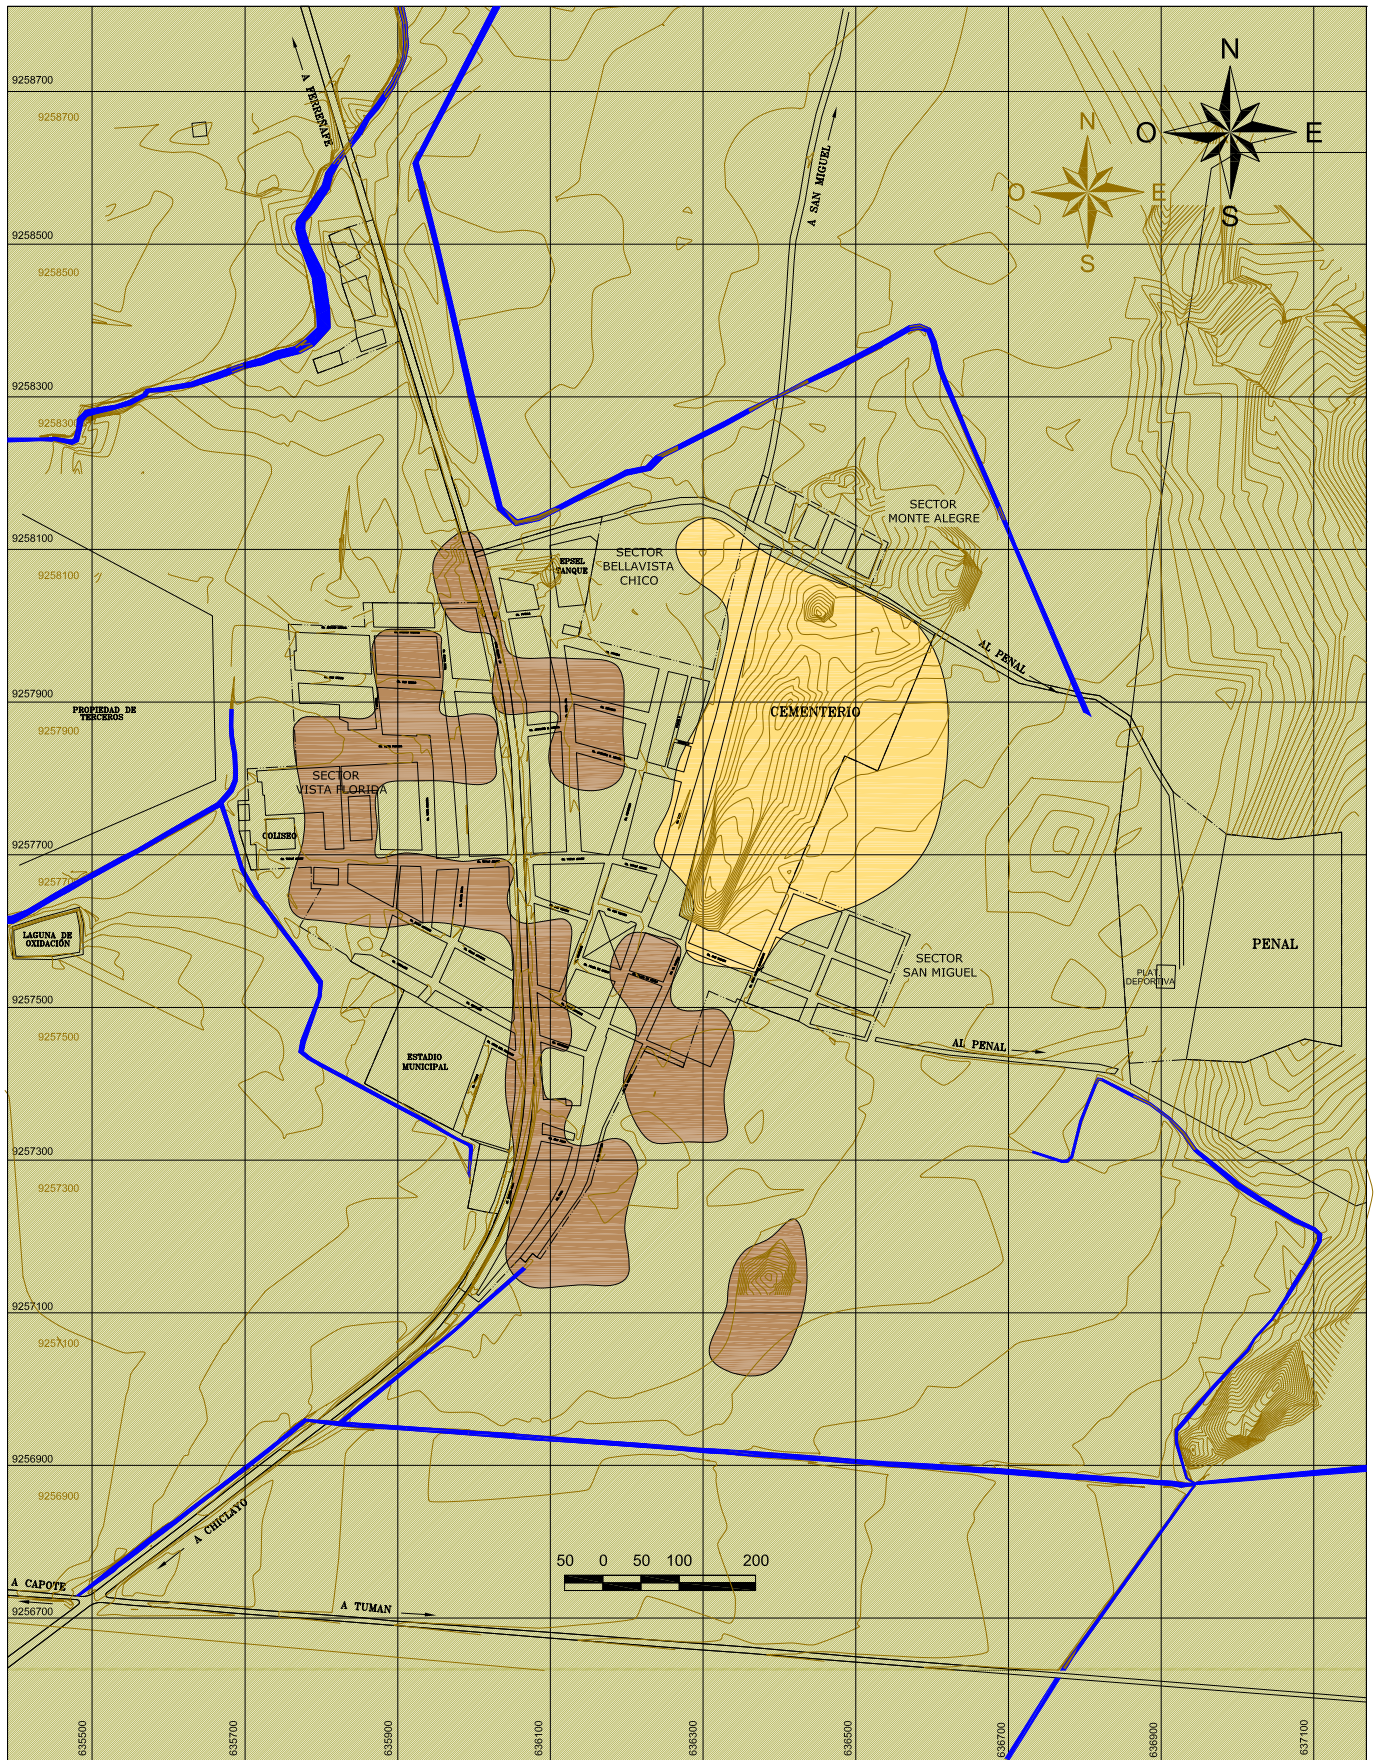 N
9258700
A FERREÑAFE
9258700
N
O
E
A SAN MIGUEL
O
E
S
9258500
S
9258500
9258300
9258300
SECTOR
MONTE ALEGRE
9258100
SECTOR
BELLAVISTA
CHICO
EPSEL
TANQUE
9258100
AL PENAL
9257900
PROPIEDAD DE
TERCEROS
CEMENTERIO
9257900
SECTOR
VISTA FLORIDA
COLISEO
9257700
9257700
LAGUNA DE
OXIDACIÓN
PENAL
SECTOR
SAN MIGUEL
PLAT.
DEPORTIVA
9257500
9257500
AL PENAL
ESTADIO
MUNICIPAL
9257300
9257300
9257100
9257100
9256900
9256900
A CHICLAYO
50 0 50 100 200
A CAPOTE
A TUMAN
9256700
635500
635700
635900
636100
636300
636500
636700
636900
637100